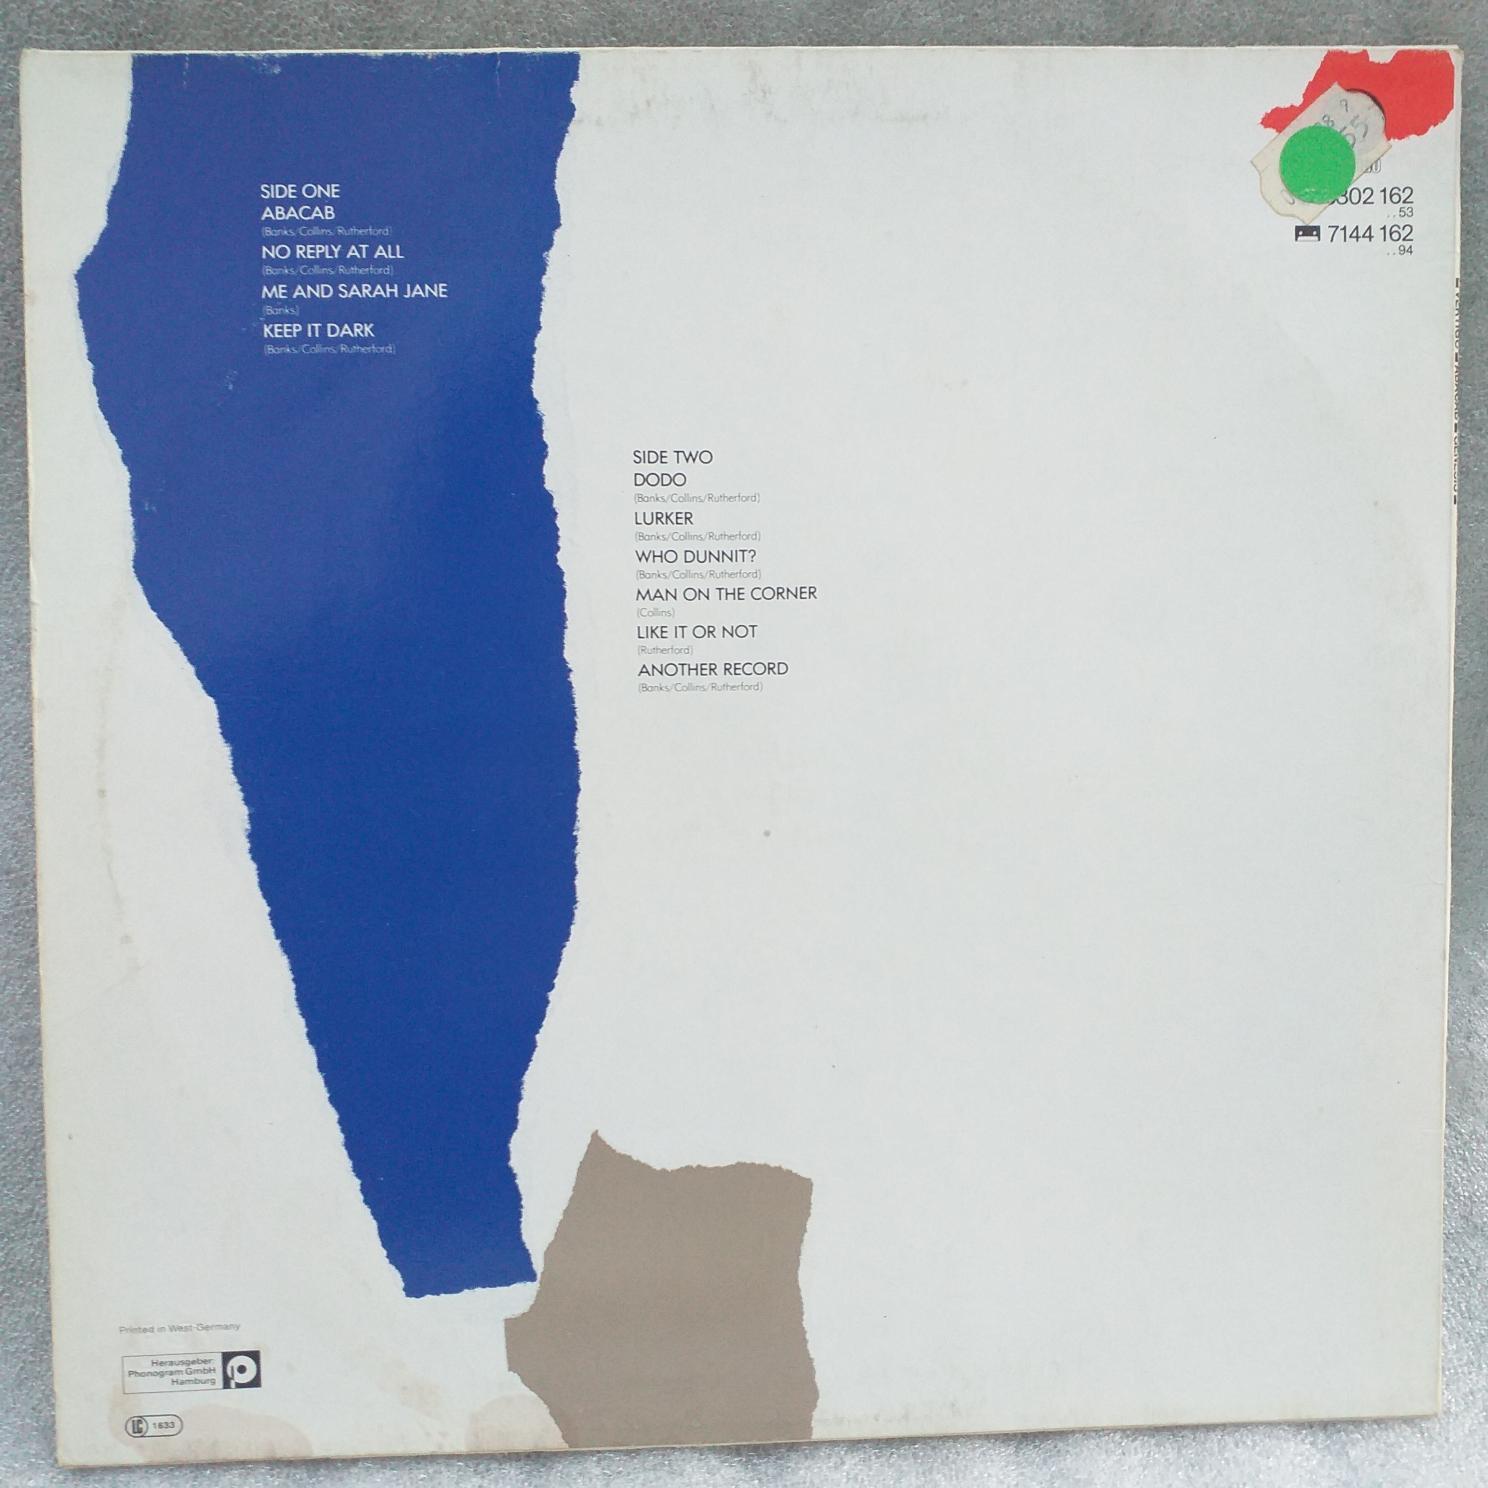 SIDE ONE
ABACAB
(Banks/Collins/Rutherford)
NO REPLY AT ALL
(Banks/Collins/Rutherford)
ME AND SARAH JANE
(Banks)
KEEP IT DARK
(Banks/Collins/Rutherford)
302 162
..53
7144 162
..94
SIDE TWO
DODO
(Banks/Collins/Rutherford)
LURKER
(Banks/Collins/Rutherford)
WHO DUNNIT?
(Banks/Collins/Rutherford)
MAN ON THE CORNER
(Collins)
LIKE IT OR NOT
(Rutherford)
ANOTHER RECORD
(Banks/Collins/Rutherford)
Printed in West-Germany
Herausgeber:
Phonogram GmbH
Hamburg
LC 1633